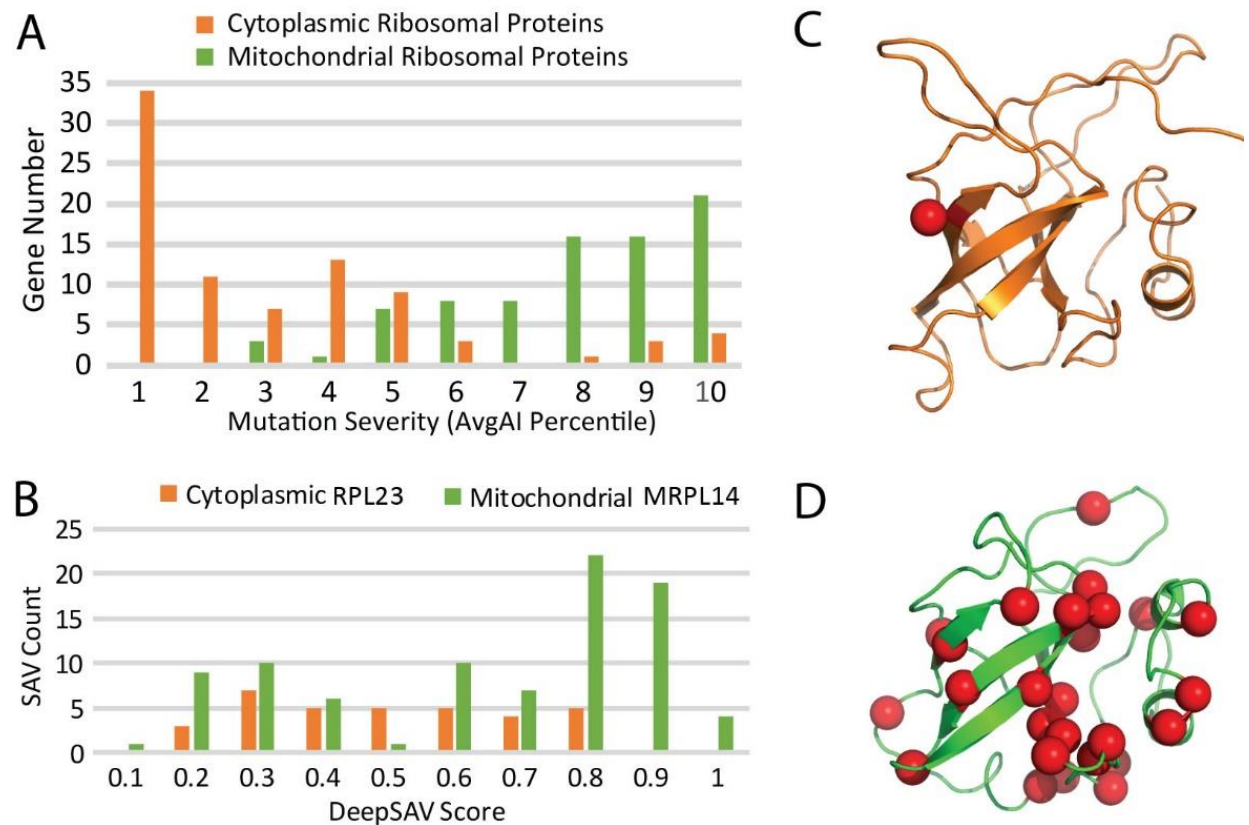 A
Cytoplasmic Ribosomal Proteins
Mitochondrial Ribosomal Proteins
Gene Number
35
30
25
20
15
10
5
0
1 2 3 4 5 6 7 8 9 10
Mutation Severity (AvgAI Percentile)
B
Cytoplasmic RPL23 Mitochondrial MRPL14
SAV Count
25
20
15
10
5
0
0.1 0.2 0.3 0.4 0.5 0.6 0.7 0.8 0.9 1
DeepSAV Score
C
D